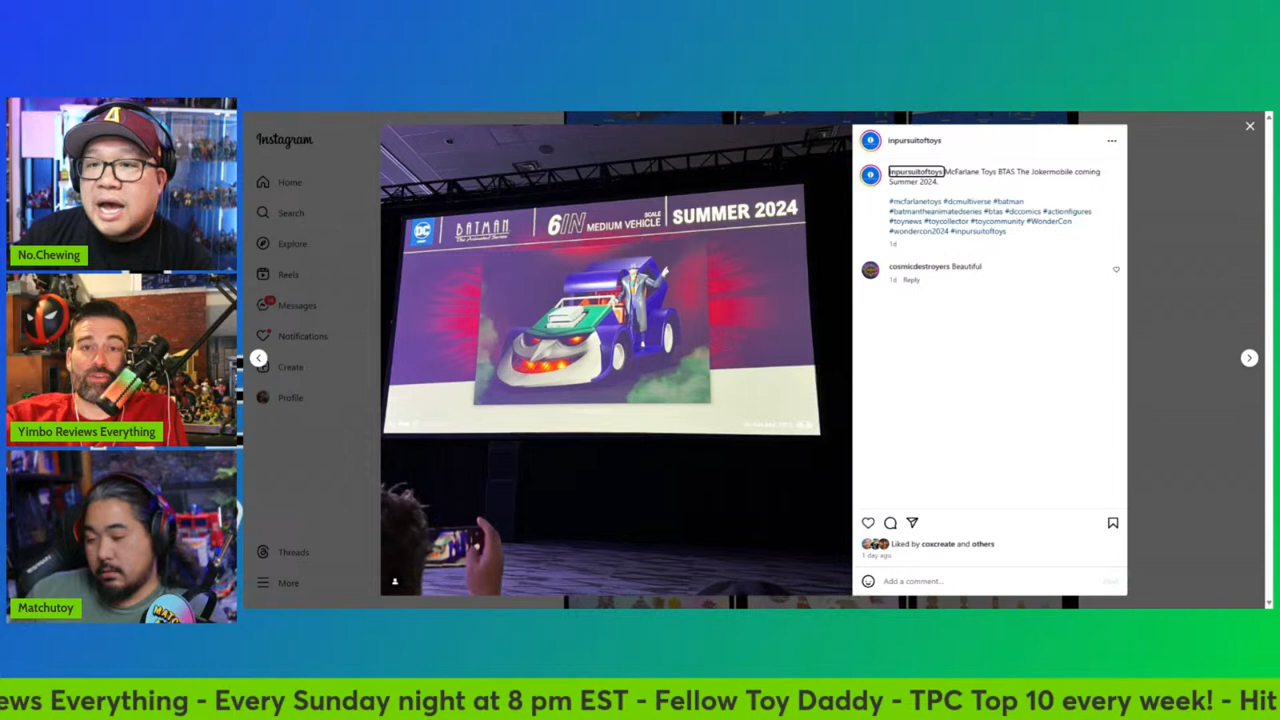 No.Chewing
Yimbo Reviews Everything
Matchutoy
Instagram
Home
Search
Explore
Reels
Messages
Notifications
Create
Profile
Threads
More
DC
BATMAN
The Animated Series
6IN SCALE
MEDIUM VEHICLE
SUMMER 2024
inpursuitoftoys
inpursuitoftoys McFarlane Toys BTAS The Jokermobile coming
Summer 2024.
#mcfarlanetoys #dcmultiverse #batman
#batmantheanimatedseries #btas #dccomics #actionfigures
#toynews #toycollector #toycommunity #WonderCon
#wondercon2024 #inpursuitoftoys
1d
cosmicdestroyers Beautiful
1d Reply
Liked by coxcreate and others
1 day ago
Add a comment...
ews Everything - Every Sunday night at 8 pm EST - Fellow Toy Daddy - TPC Top 10 every week! - Hit